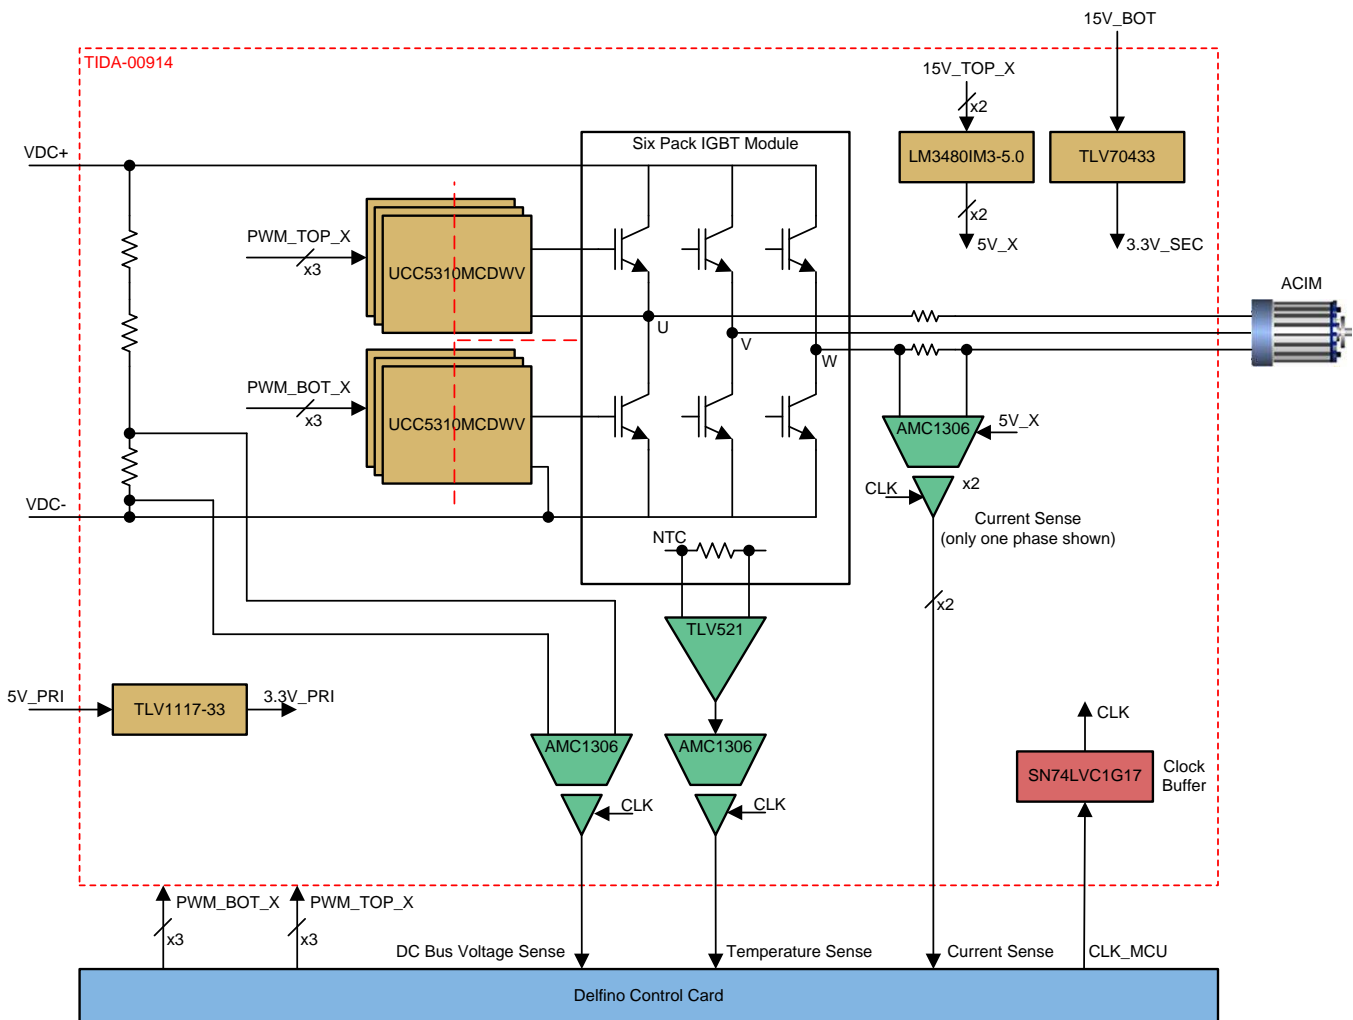 15V_BOT
TIDA-00914
15V_TOP_X
x2
VDC+
Six Pack IGBT Module
LM3480IM3-5.0
TLV70433
x2
PWM_TOP_X
x3
UCC5310MCDWV
5V_X
3.3V_SEC
ACIM
U
V
W
PWM_BOT_X
x3
UCC5310MCDWV
AMC1306
5V_X
x2
CLK
VDC-
Current Sense
(only one phase shown)
NTC
x2
TLV521
5V_PRI
TLV1117-33
3.3V_PRI
CLK
AMC1306
AMC1306
SN74LVC1G17
Clock
Buffer
CLK
CLK
PWM_BOT_X
x3
PWM_TOP_X
x3
DC Bus Voltage Sense
Temperature Sense
Current Sense
CLK_MCU
Delfino Control Card